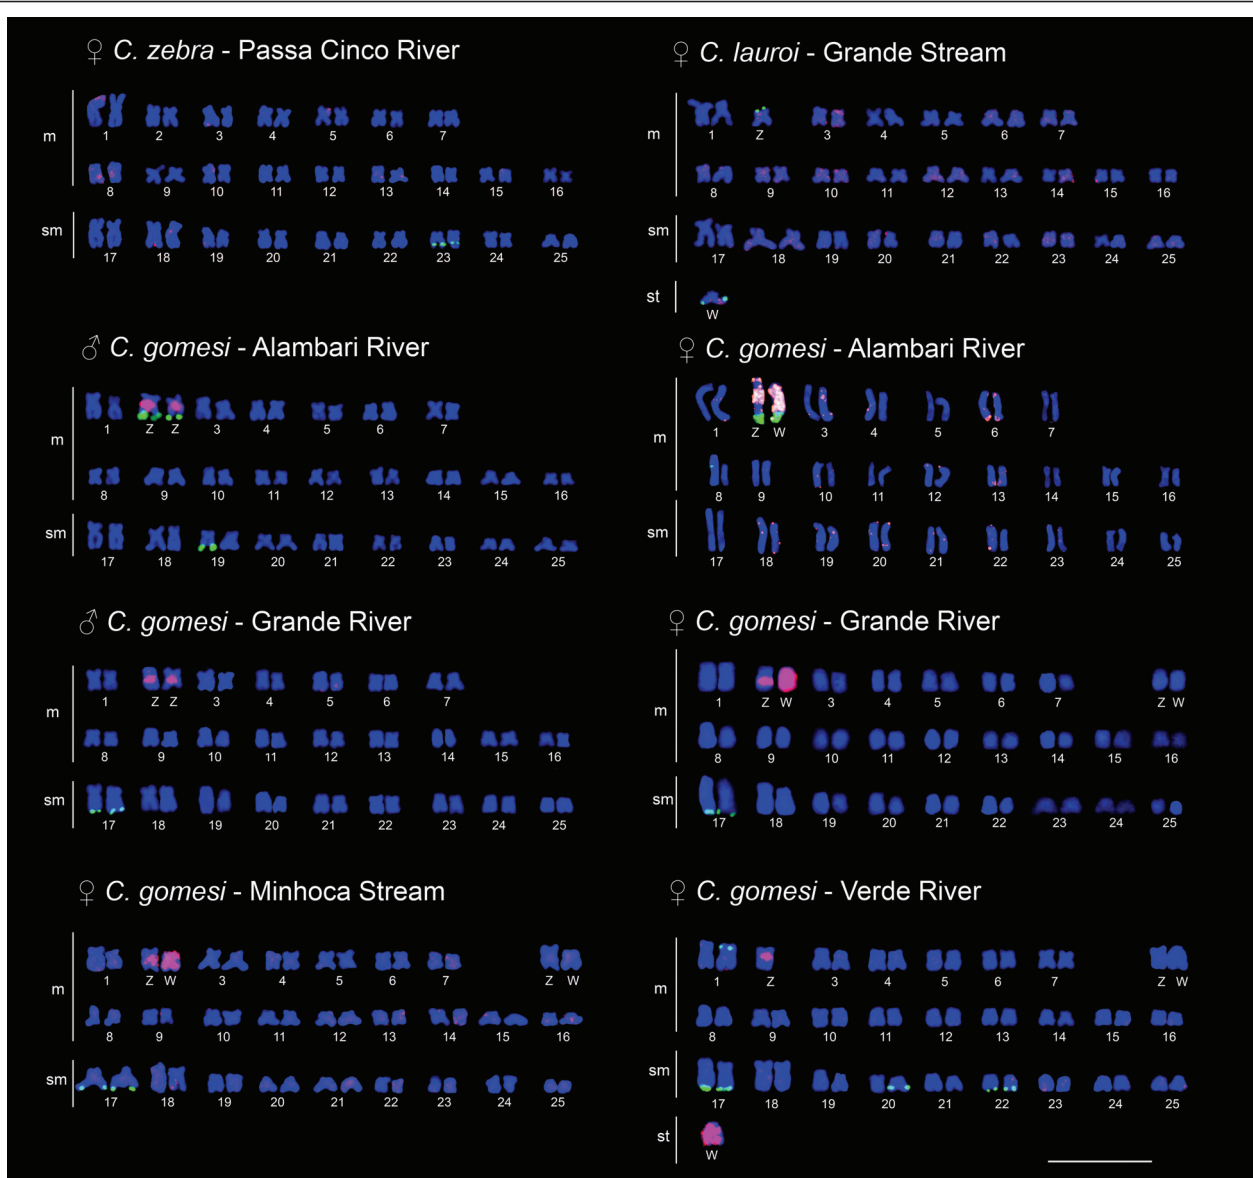 ♀ C. zebra - Passa Cinco River
m
1 2 3 4 5 6 7
8 9 10 11 12 13 14 15 16
sm
17 18 19 20 21 22 23 24 25
♀ C. lauroi - Grande Stream
m
1 Z 3 4 5 6 7
8 9 10 11 12 13 14 15 16
sm
17 18 19 20 21 22 23 24 25
st
W
♂ C. gomesi - Alambari River
m
1 Z Z 3 4 5 6 7
8 9 10 11 12 13 14 15 16
sm
17 18 19 20 21 22 23 24 25
♀ C. gomesi - Alambari River
m
1 Z W 3 4 5 6 7
8 9 10 11 12 13 14 15 16
sm
17 18 19 20 21 22 23 24 25
♂ C. gomesi - Grande River
m
1 Z Z 3 4 5 6 7
8 9 10 11 12 13 14 15 16
sm
17 18 19 20 21 22 23 24 25
♀ C. gomesi - Grande River
m
1 Z W 3 4 5 6 7 Z W
8 9 10 11 12 13 14 15 16
sm
17 18 19 20 21 22 23 24 25
♀ C. gomesi - Minhoca Stream
m
1 Z W 3 4 5 6 7 Z W
8 9 10 11 12 13 14 15 16
sm
17 18 19 20 21 22 23 24 25
♀ C. gomesi - Verde River
m
1 Z 3 4 5 6 7 Z W
8 9 10 11 12 13 14 15 16
sm
17 18 19 20 21 22 23 24 25
st
W